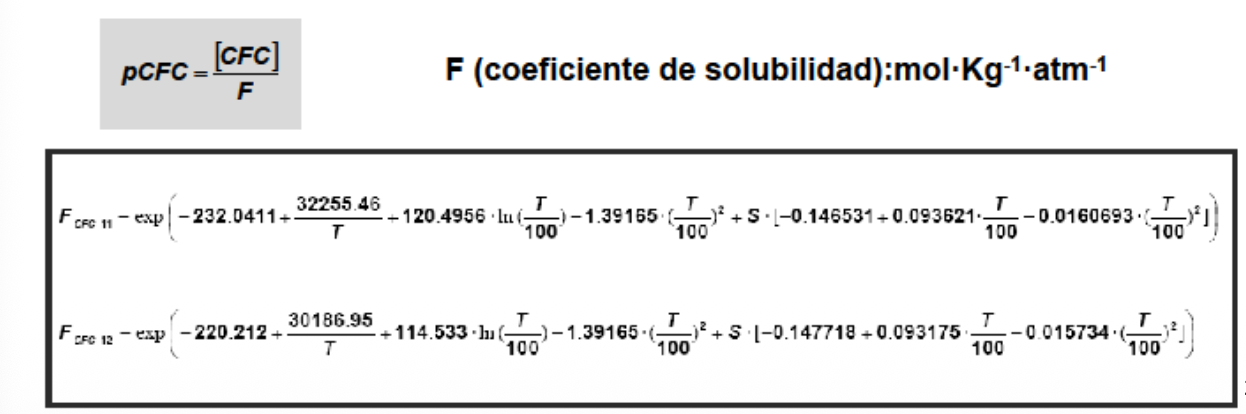 pCFC = [CFC] / F
F (coeficiente de solubilidad):mol·Kg⁻¹·atm⁻¹
F CFC 11 − exp(−232.0411 + 32255.46/T + 120.4956 · ln(T/100) − 1.39165 · (T/100)² + S · [−0.146531 + 0.093621 · T/100 − 0.0160693 · (T/100)²])
F CFC 12 − exp(−220.212 + 30186.95/T + 114.533 · ln(T/100) − 1.39165 · (T/100)² + S · [−0.147718 + 0.093175 · T/100 − 0.015734 · (T/100)²])